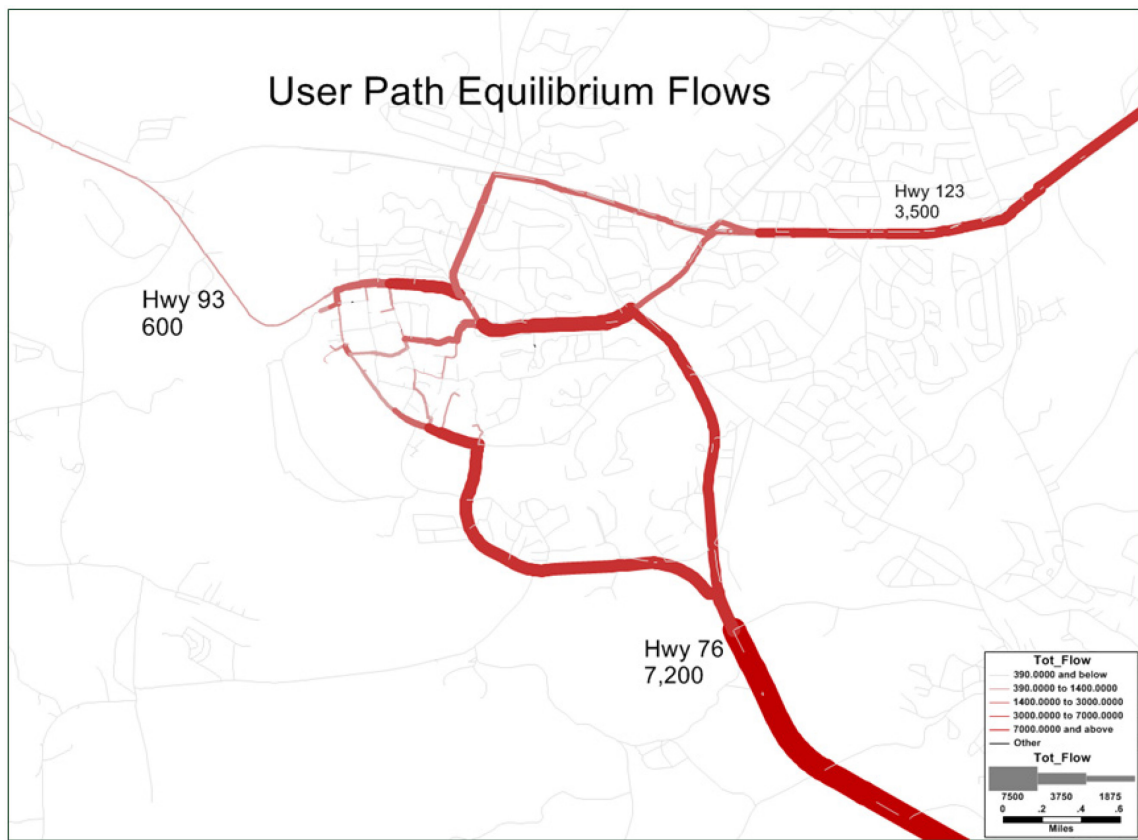 User Path Equilibrium Flows
Hwy 123
3,500
Hwy 93
600
Hwy 76
7,200
Tot_Flow
390.0000 and below
390.0000 to 1400.0000
1400.0000 to 3000.0000
3000.0000 to 7000.0000
7000.0000 and above
Other
Tot_Flow
7500 3750 1875
0 .2 .4 .6
Miles